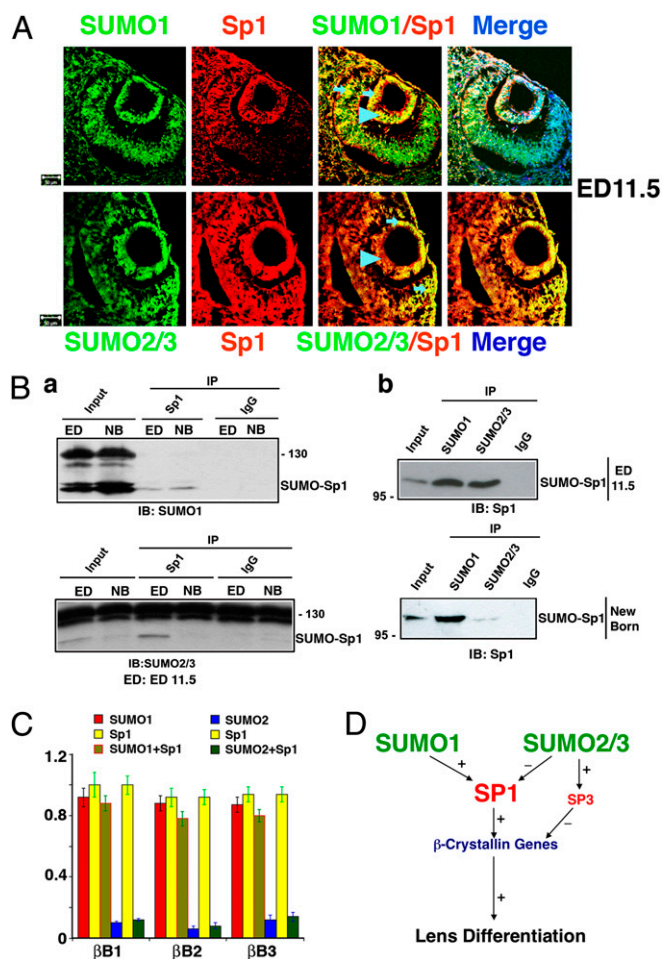 A
SUMO1 Sp1 SUMO1/Sp1 Merge
ED11.5
SUMO2/3 Sp1 SUMO2/3/Sp1 Merge
B
a
IP
Input Sp1 IgG
ED NB ED NB ED NB
- 130
SUMO-Sp1
IB: SUMO1
IP
Input Sp1 IgG
ED NB ED NB ED NB
- 130
SUMO-Sp1
IB:SUMO2/3
ED: ED 11.5
b
IP
Input SUMO1 SUMO2/3 IgG
95 -
SUMO-Sp1
ED 11.5
IB: Sp1
IP
Input SUMO1 SUMO2/3 IgG
95 -
SUMO-Sp1
New Born
IB: Sp1
C
SUMO1 SUMO2
Sp1 Sp1
SUMO1+Sp1 SUMO2+Sp1
1.2
0.8
0.4
0
βB1 βB2 βB3
D
SUMO1 SUMO2/3
+ − +
SP1 SP3
+ −
β-Crystallin Genes
+
Lens Differentiation